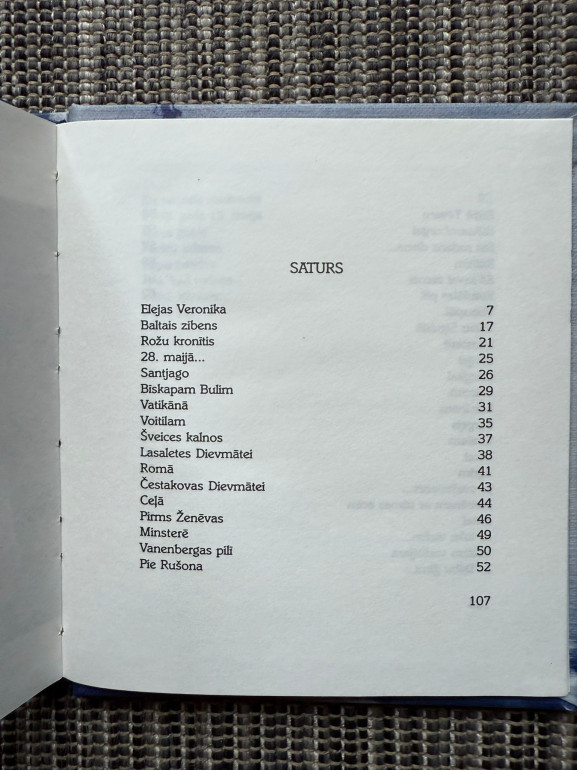 SATURS
Elejas Veronika 7
Baltais zibens 17
Rožu kronītis 21
28. maijā... 25
Santjago 26
Bīskapam Bulim 29
Vatikānā 31
Voitilam 35
Šveices kalnos 37
Lasaletes Dievmātei 38
Romā 41
Čestakovas Dievmātei 43
Ceļā 44
Pirms Ženēvas 46
Minsterē 49
Vanenbergas pilī 50
Pie Rušona 52
107